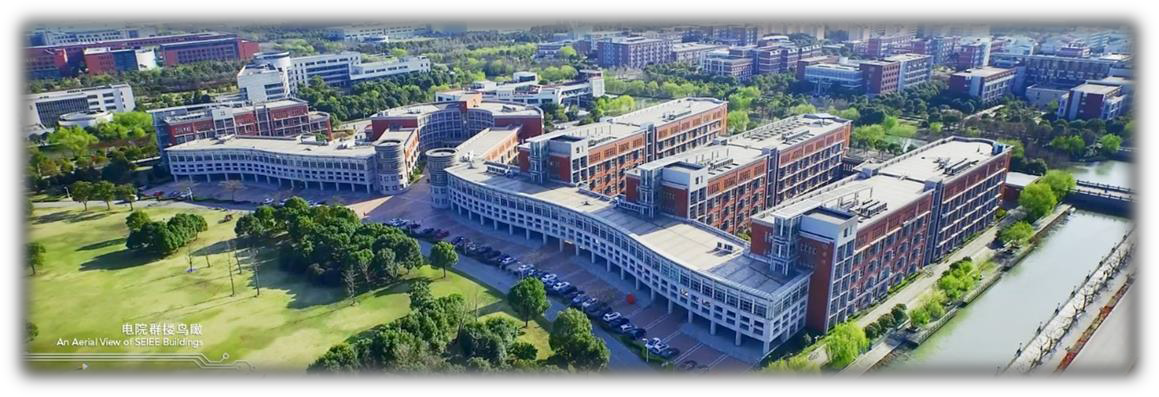 电院群楼鸟瞰
An Aerial View of SEIEE Buildings